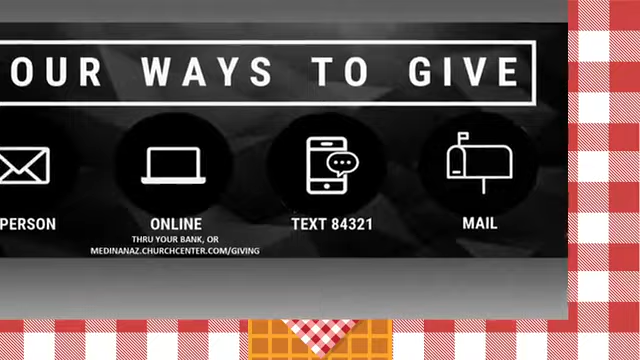 OUR WAYS TO GIVE
PERSON
ONLINE
THRU YOUR BANK, OR
MEDINANAZ.CHURCHCENTER.COM/GIVING
TEXT 84321
MAIL